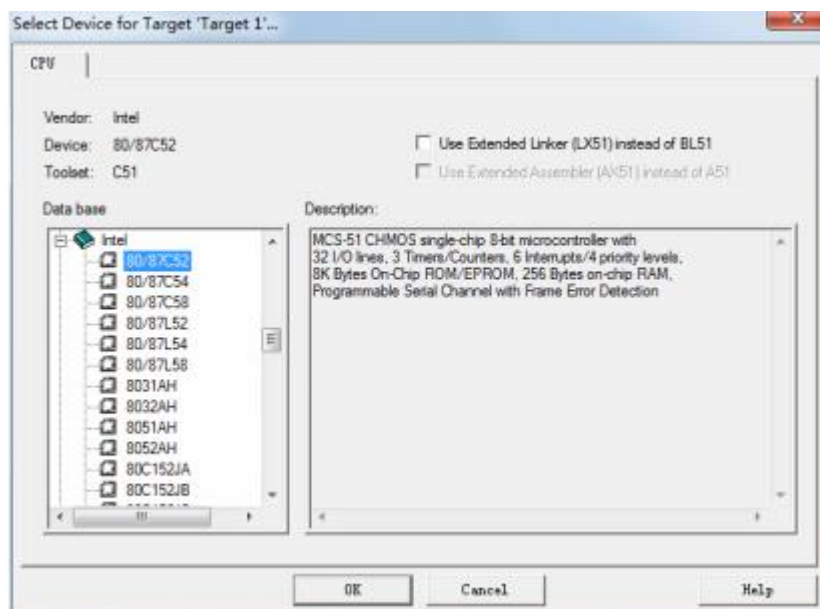 Select Device for Target 'Target 1'...
CPU
Vendor: Intel
Device: 80/87C52
Toolset: C51
Use Extended Linker (LX51) instead of BL51
Use Extended Assembler (AX51) instead of A51
Data base
Description:
Intel
80/87C52
80/87C54
80/87C58
80/87L52
80/87L54
80/87L58
8031AH
8032AH
8051AH
8052AH
80C152JA
80C152JB
MCS-51 CHMOS single-chip 8-bit microcontroller with
32 I/O lines, 3 Timers/Counters, 6 Interrupts/4 priority levels,
8K Bytes On-Chip ROM/EPROM, 256 Bytes on-chip RAM,
Programmable Serial Channel with Frame Error Detection
OK
Cancel
Help